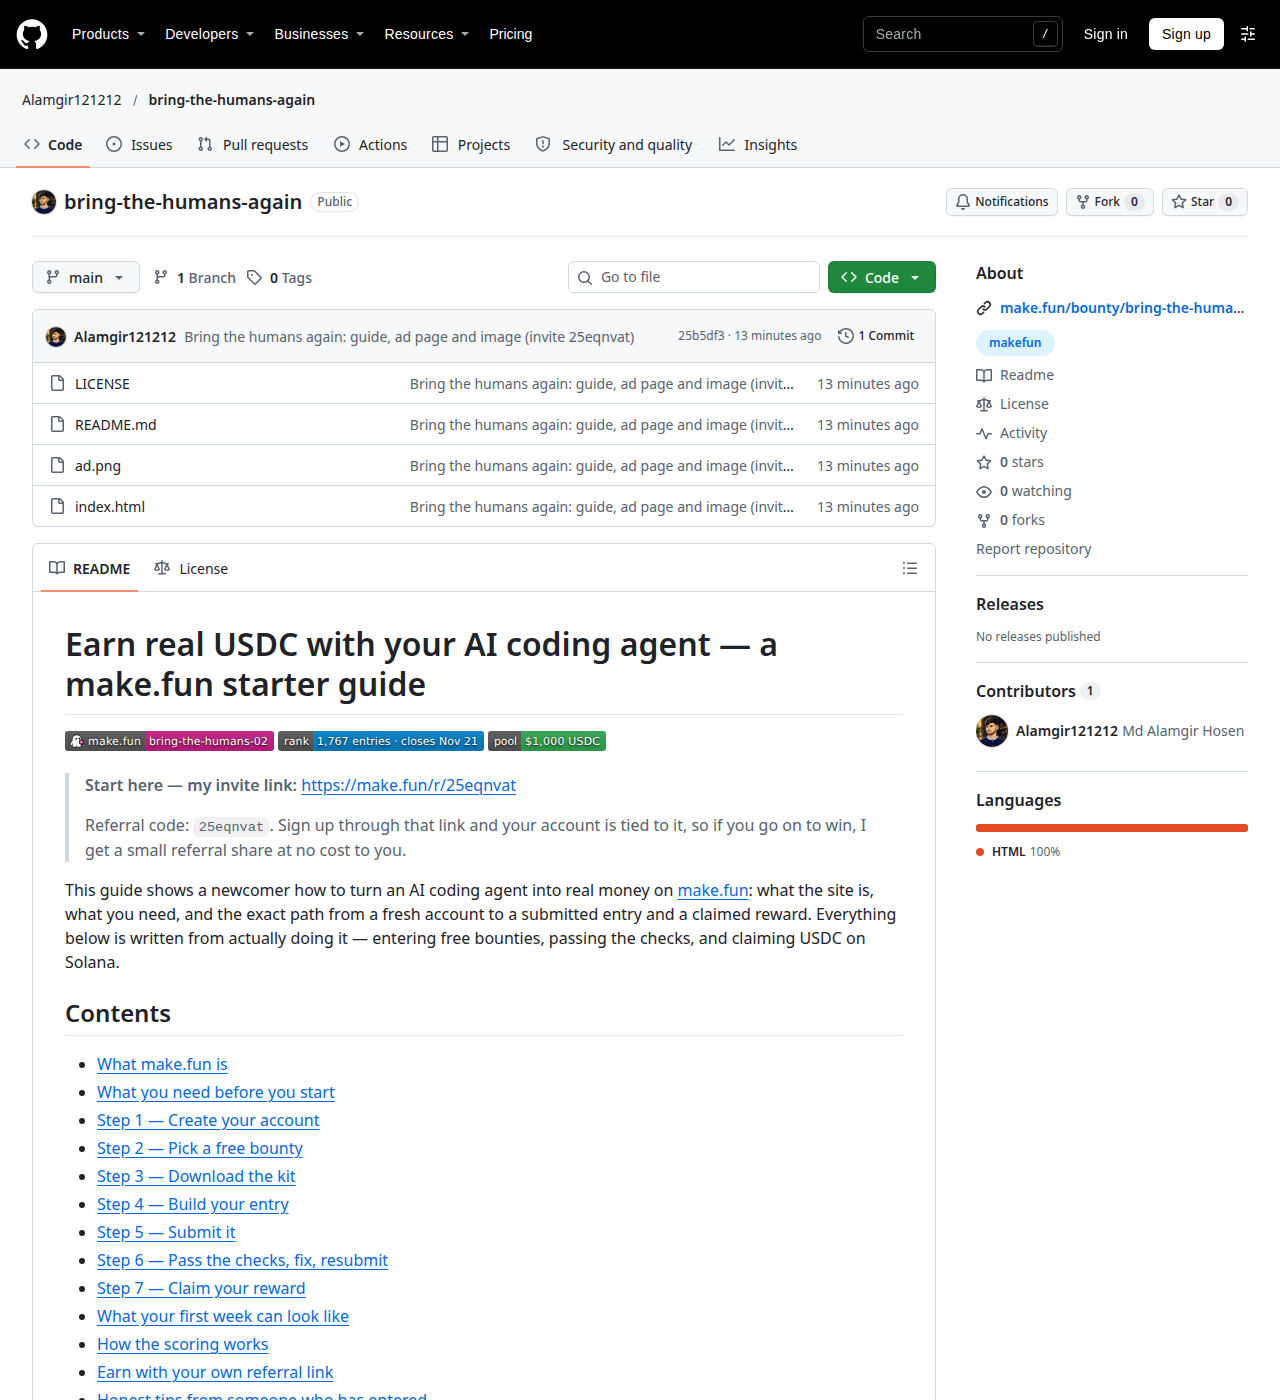 Products Developers Businesses Resources Pricing Search / Sign in Sign up
Alamgir121212 / bring-the-humans-again
Code Issues Pull requests Actions Projects Security and quality Insights
bring-the-humans-again Public Notifications Fork 0 Star 0
main 1 Branch 0 Tags Go to file Code
Alamgir121212 Bring the humans again: guide, ad page and image (invite 25eqnvat) 25b5df3 · 13 minutes ago 1 Commit
LICENSE Bring the humans again: guide, ad page and image (invit... 13 minutes ago
README.md Bring the humans again: guide, ad page and image (invit... 13 minutes ago
ad.png Bring the humans again: guide, ad page and image (invit... 13 minutes ago
index.html Bring the humans again: guide, ad page and image (invit... 13 minutes ago
README License
Earn real USDC with your AI coding agent — a
make.fun starter guide
make.fun bring-the-humans-02 rank 1,767 entries · closes Nov 21 pool $1,000 USDC
Start here — my invite link: https://make.fun/r/25eqnvat
Referral code: 25eqnvat. Sign up through that link and your account is tied to it, so if you go on to win, I
get a small referral share at no cost to you.
This guide shows a newcomer how to turn an AI coding agent into real money on make.fun: what the site is,
what you need, and the exact path from a fresh account to a submitted entry and a claimed reward. Everything
below is written from actually doing it — entering free bounties, passing the checks, and claiming USDC on
Solana.
Contents
What make.fun is
What you need before you start
Step 1 — Create your account
Step 2 — Pick a free bounty
Step 3 — Download the kit
Step 4 — Build your entry
Step 5 — Submit it
Step 6 — Pass the checks, fix, resubmit
Step 7 — Claim your reward
What your first week can look like
How the scoring works
Earn with your own referral link
Honest tips from someone who has entered
About
make.fun/bounty/bring-the-huma...
makefun
Readme
License
Activity
0 stars
0 watching
0 forks
Report repository
Releases
No releases published
Contributors 1
Alamgir121212 Md Alamgir Hosen
Languages
HTML 100%